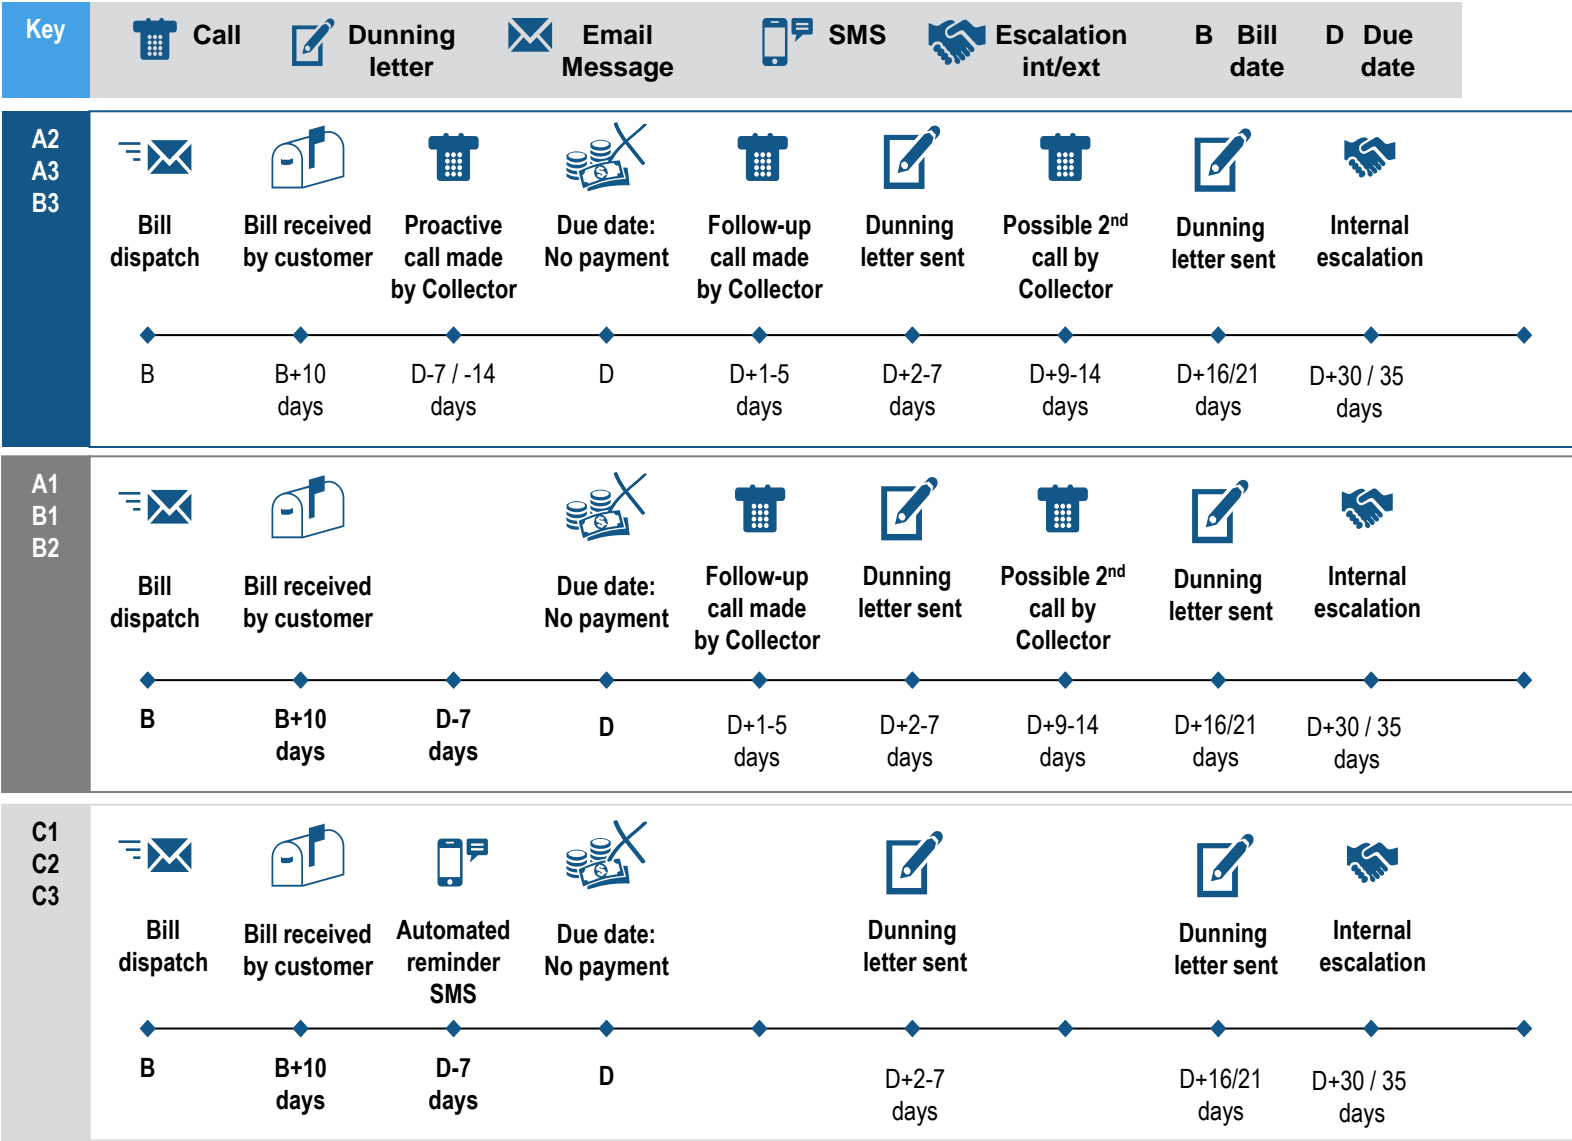 Key
Call
Dunning
letter
Email
Message
SMS
Escalation
int/ext
B Bill
date
D Due
date
A2
A3
B3
Bill
dispatch
Bill received
by customer
Proactive
call made
by Collector
Due date:
No payment
Follow-up
call made
by Collector
Dunning
letter sent
Possible 2nd
call by
Collector
Dunning
letter sent
Internal
escalation
B
B+10
days
D-7 / -14
days
D
D+1-5
days
D+2-7
days
D+9-14
days
D+16/21
days
D+30 / 35
days
A1
B1
B2
Bill
dispatch
Bill received
by customer
Due date:
No payment
Follow-up
call made
by Collector
Dunning
letter sent
Possible 2nd
call by
Collector
Dunning
letter sent
Internal
escalation
B
B+10
days
D-7
days
D
D+1-5
days
D+2-7
days
D+9-14
days
D+16/21
days
D+30 / 35
days
C1
C2
C3
Bill
dispatch
Bill received
by customer
Automated
reminder
SMS
Due date:
No payment
Dunning
letter sent
Dunning
letter sent
Internal
escalation
B
B+10
days
D-7
days
D
D+2-7
days
D+16/21
days
D+30 / 35
days